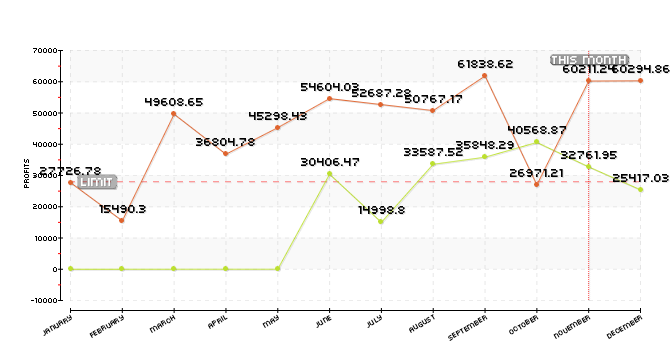 70000
60000
50000
40000
30000
20000
10000
0
-10000
PROFITS
THIS MONTH
LIMIT
27726.78
15490.3
49608.65
36804.78
45298.43
54604.03
52687.28
50767.17
61838.62
26971.21
60211.24
60294.86
30406.47
14998.8
33587.52
35848.29
40568.87
32761.95
25417.03
JANUARY
FEBRUARY
MARCH
APRIL
MAY
JUNE
JULY
AUGUST
SEPTEMBER
OCTOBER
NOVEMBER
DECEMBER